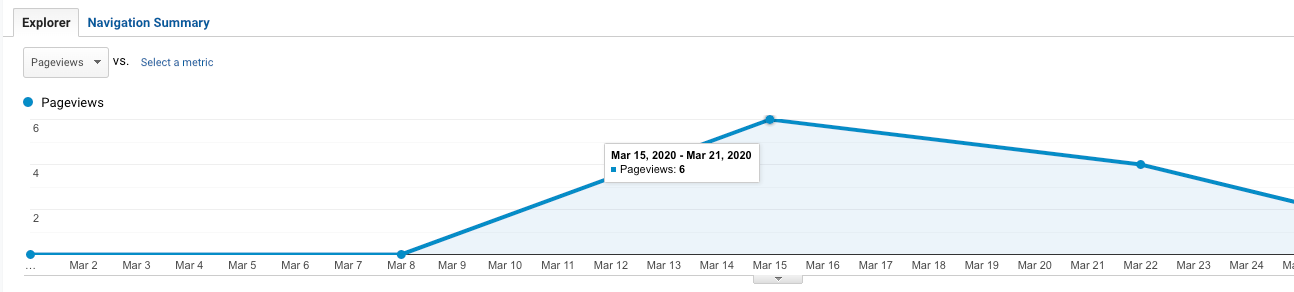 Explorer Navigation Summary
Pageviews VS. Select a metric
Pageviews
6
4
2
Mar 15, 2020 - Mar 21, 2020
Pageviews: 6
... Mar 2 Mar 3 Mar 4 Mar 5 Mar 6 Mar 7 Mar 8 Mar 9 Mar 10 Mar 11 Mar 12 Mar 13 Mar 14 Mar 15 Mar 16 Mar 17 Mar 18 Mar 19 Mar 20 Mar 21 Mar 22 Mar 23 Mar 24